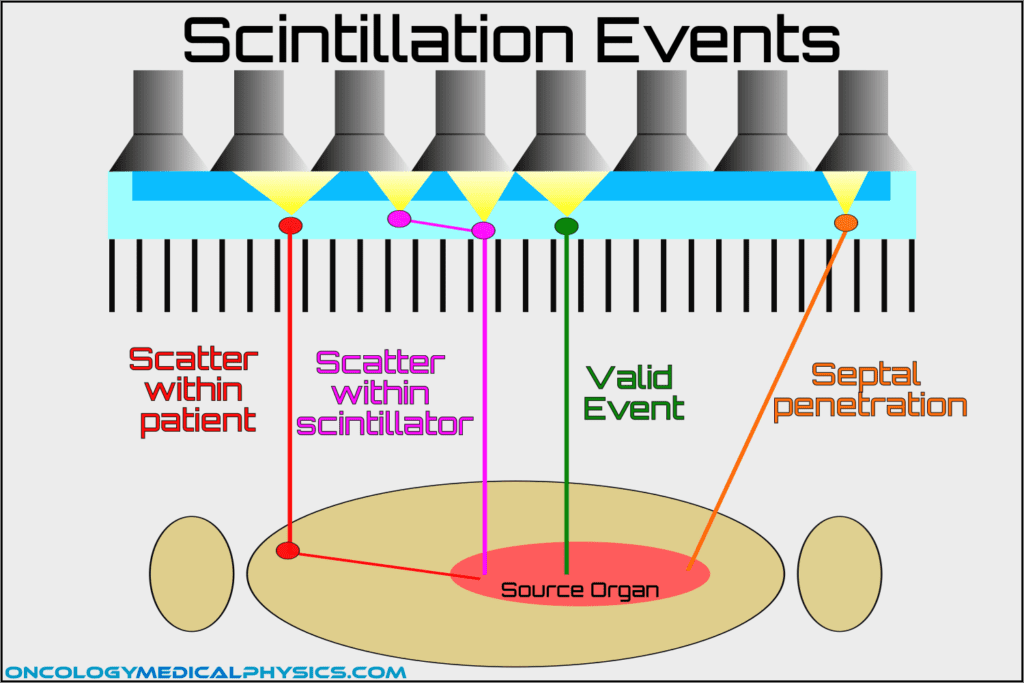 Scintillation Events
Scatter
within
patient
Scatter
within
scintillator
Valid
Event
Septal
penetration
Source Organ
ONCOLOGYMEDICALPHYSICS.COM